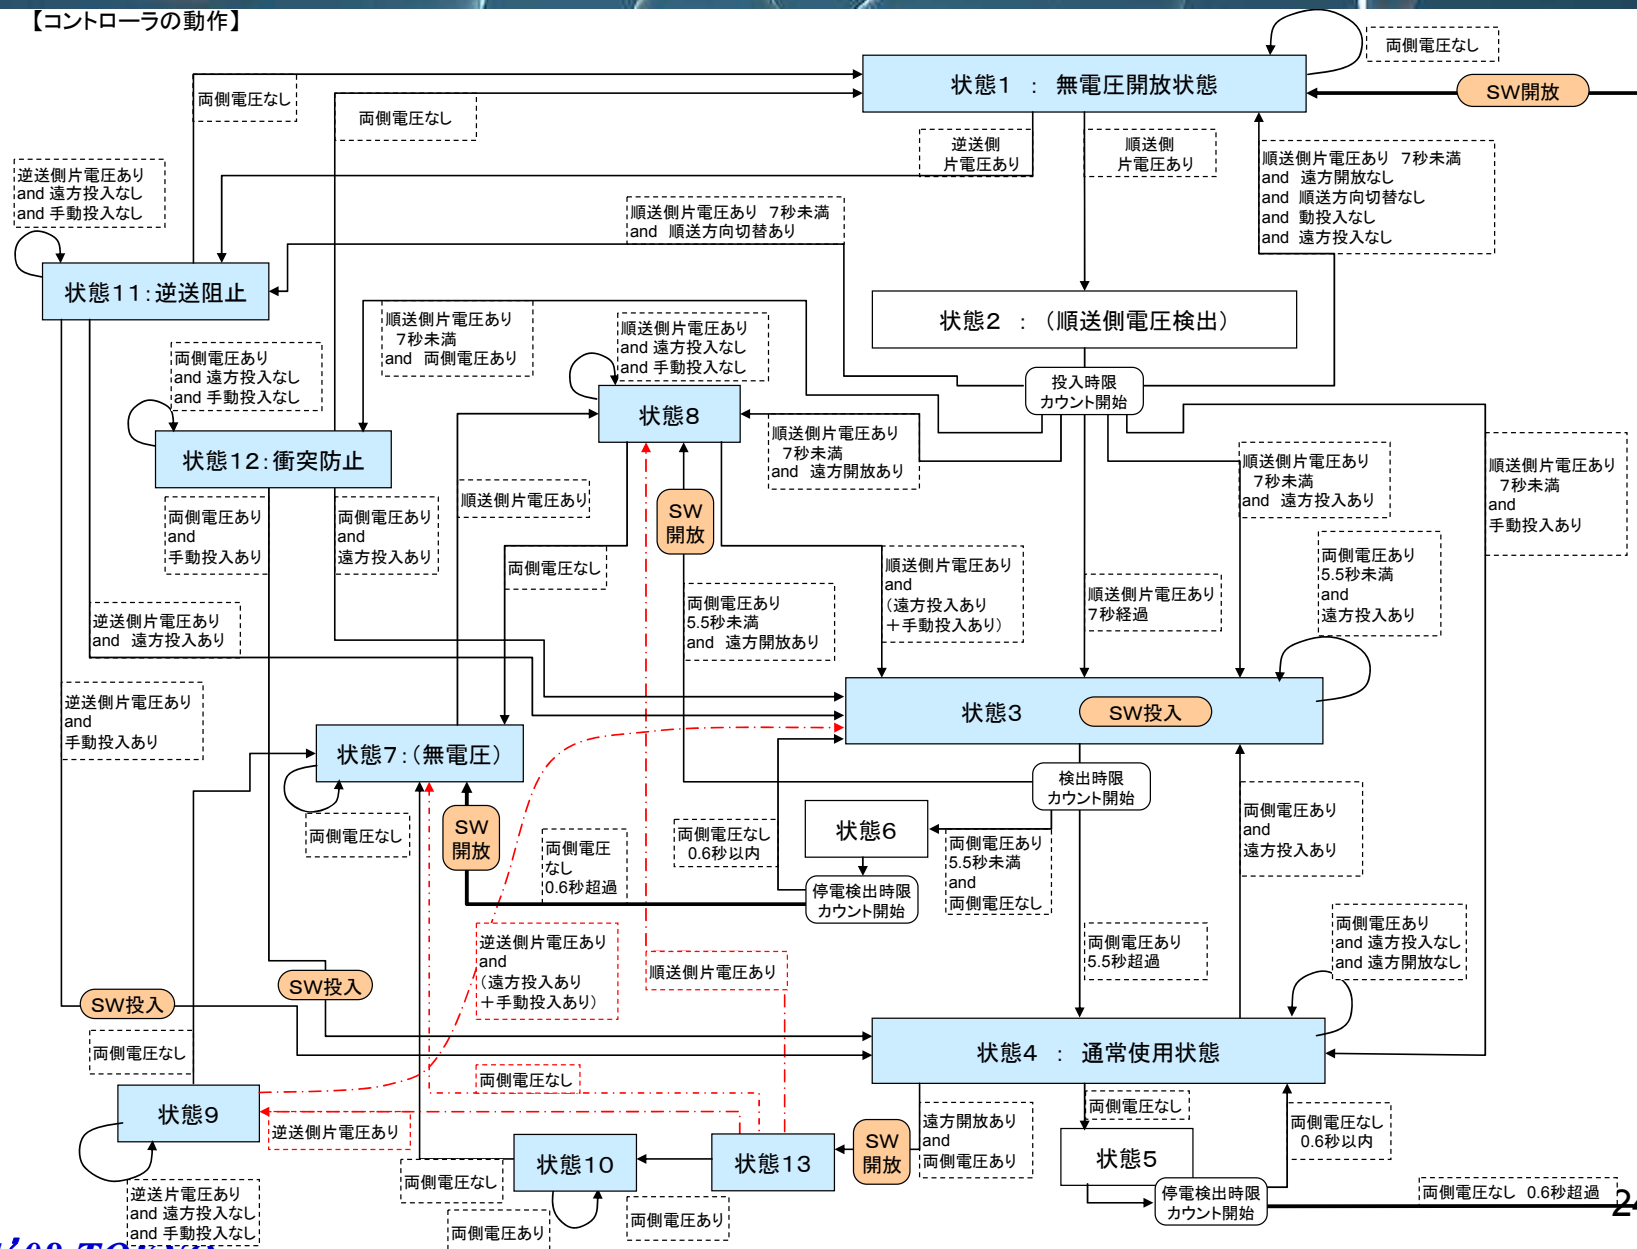 【コントローラの動作】
両側電圧なし
状態1 : 無電圧開放状態
SW開放
両側電圧なし
両側電圧なし
逆送側
片電圧あり
順送側
片電圧あり
順送側片電圧あり 7秒未満
and 遠方開放なし
and 順送方向切替なし
and 動投入なし
and 遠方投入なし
逆送側片電圧あり
and 遠方投入なし
and 手動投入なし
順送側片電圧あり 7秒未満
and 順送方向切替あり
状態11:逆送阻止
状態2 : (順送側電圧検出)
順送側片電圧あり
7秒未満
and 両側電圧あり
順送側片電圧あり
and 遠方投入なし
and 手動投入なし
両側電圧あり
and 遠方投入なし
and 手動投入なし
投入時限
カウント開始
状態8
状態12:衝突防止
順送側片電圧あり
7秒未満
and 遠方開放あり
順送側片電圧あり
7秒未満
and 遠方投入あり
順送側片電圧あり
7秒未満
and
手動投入あり
順送側片電圧あり
SW
開放
両側電圧あり
and
手動投入あり
両側電圧あり
and
遠方投入あり
両側電圧なし
順送側片電圧あり
and
(遠方投入あり
+手動投入あり)
両側電圧あり
5.5秒未満
and
遠方投入あり
両側電圧あり
5.5秒未満
and 遠方開放あり
順送側片電圧あり
7秒経過
逆送側片電圧あり
and 遠方投入あり
逆送側片電圧あり
and
手動投入あり
状態3
SW投入
状態7:(無電圧)
検出時限
カウント開始
両側電圧なし
SW
開放
両側電圧
なし
0.6秒超過
両側電圧なし
0.6秒以内
状態6
両側電圧あり
5.5秒未満
and
両側電圧なし
両側電圧あり
and
遠方投入あり
停電検出時限
カウント開始
逆送側片電圧あり
and
(遠方投入あり
+手動投入あり)
順送側片電圧あり
両側電圧あり
5.5秒超過
両側電圧あり
and 遠方投入なし
and 遠方開放なし
SW投入
SW投入
両側電圧なし
状態4 : 通常使用状態
両側電圧なし
状態9
逆送側片電圧あり
遠方開放あり
and
両側電圧あり
両側電圧なし
両側電圧なし
0.6秒以内
状態10
状態13
SW
開放
状態5
両側電圧なし
逆送片電圧あり
and 遠方投入なし
and 手動投入なし
両側電圧あり
両側電圧あり
停電検出時限
カウント開始
両側電圧なし 0.6秒超過